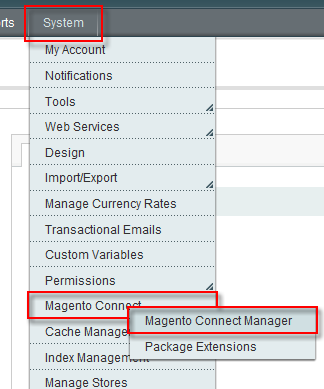 rts
System
My Account
Notifications
Tools
Web Services
Design
Import/Export
Manage Currency Rates
Transactional Emails
Custom Variables
Permissions
Magento Connect
Magento Connect Manager
Cache Manage
Package Extensions
Index Management
Manage Stores